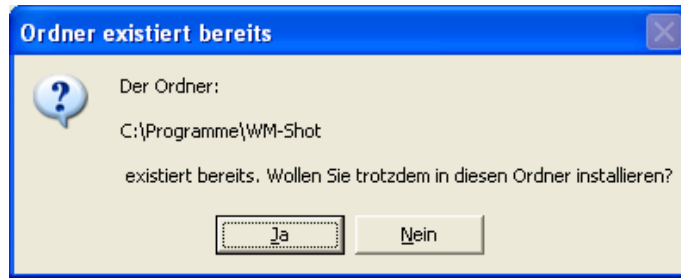 Ordner existiert bereits
Der Ordner:
C:\Programme\WM-Shot
existiert bereits. Wollen Sie trotzdem in diesen Ordner installieren?
Ja
Nein